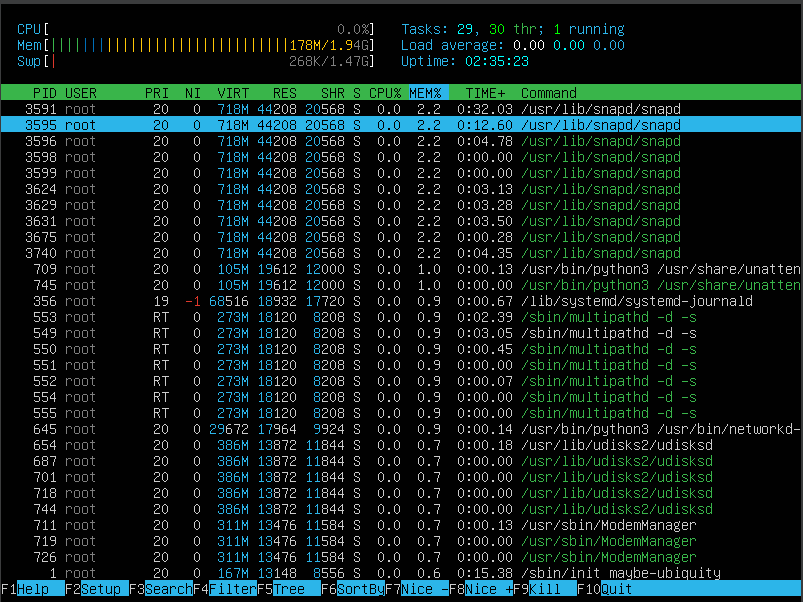 CPU[                                    0.0%]   Tasks: 29, 30 thr; 1 running
Mem[||||||||||||||||||||||||||||||178M/1.94G]   Load average: 0.00 0.00 0.00
Swp[|                             268K/1.47G]   Uptime: 02:35:23
PID USER PRI NI VIRT RES SHR S CPU% MEM% TIME+ Command
3591 root 20 0 718M 44208 20568 S 0.0 2.2 0:32.03 /usr/lib/snapd/snapd
3595 root 20 0 718M 44208 20568 S 0.0 2.2 0:12.60 /usr/lib/snapd/snapd
3596 root 20 0 718M 44208 20568 S 0.0 2.2 0:04.78 /usr/lib/snapd/snapd
3598 root 20 0 718M 44208 20568 S 0.0 2.2 0:00.00 /usr/lib/snapd/snapd
3599 root 20 0 718M 44208 20568 S 0.0 2.2 0:00.00 /usr/lib/snapd/snapd
3624 root 20 0 718M 44208 20568 S 0.0 2.2 0:03.13 /usr/lib/snapd/snapd
3629 root 20 0 718M 44208 20568 S 0.0 2.2 0:03.28 /usr/lib/snapd/snapd
3631 root 20 0 718M 44208 20568 S 0.0 2.2 0:03.50 /usr/lib/snapd/snapd
3675 root 20 0 718M 44208 20568 S 0.0 2.2 0:00.28 /usr/lib/snapd/snapd
3740 root 20 0 718M 44208 20568 S 0.0 2.2 0:04.35 /usr/lib/snapd/snapd
709 root 20 0 105M 19612 12000 S 0.0 1.0 0:00.13 /usr/bin/python3 /usr/share/unatten
745 root 20 0 105M 19612 12000 S 0.0 1.0 0:00.00 /usr/bin/python3 /usr/share/unatten
356 root 19 -1 68516 18932 17720 S 0.0 0.9 0:00.67 /lib/systemd/systemd-journald
553 root RT 0 273M 18120 8208 S 0.0 0.9 0:02.39 /sbin/multipathd -d -s
549 root RT 0 273M 18120 8208 S 0.0 0.9 0:03.05 /sbin/multipathd -d -s
550 root RT 0 273M 18120 8208 S 0.0 0.9 0:00.45 /sbin/multipathd -d -s
551 root RT 0 273M 18120 8208 S 0.0 0.9 0:00.00 /sbin/multipathd -d -s
552 root RT 0 273M 18120 8208 S 0.0 0.9 0:00.07 /sbin/multipathd -d -s
554 root RT 0 273M 18120 8208 S 0.0 0.9 0:00.00 /sbin/multipathd -d -s
555 root RT 0 273M 18120 8208 S 0.0 0.9 0:00.00 /sbin/multipathd -d -s
645 root 20 0 29672 17964 9924 S 0.0 0.9 0:00.14 /usr/bin/python3 /usr/bin/networkd-
654 root 20 0 386M 13872 11844 S 0.0 0.7 0:00.18 /usr/lib/udisks2/udisksd
687 root 20 0 386M 13872 11844 S 0.0 0.7 0:00.00 /usr/lib/udisks2/udisksd
701 root 20 0 386M 13872 11844 S 0.0 0.7 0:00.00 /usr/lib/udisks2/udisksd
718 root 20 0 386M 13872 11844 S 0.0 0.7 0:00.00 /usr/lib/udisks2/udisksd
744 root 20 0 386M 13872 11844 S 0.0 0.7 0:00.00 /usr/lib/udisks2/udisksd
711 root 20 0 311M 13476 11584 S 0.0 0.7 0:00.13 /usr/sbin/ModemManager
719 root 20 0 311M 13476 11584 S 0.0 0.7 0:00.00 /usr/sbin/ModemManager
726 root 20 0 311M 13476 11584 S 0.0 0.7 0:00.00 /usr/sbin/ModemManager
1 root 20 0 167M 13148 8556 S 0.0 0.6 0:15.38 /sbin/init maybe-ubiquity
F1Help F2Setup F3SearchF4FilterF5Tree F6SortByF7Nice -F8Nice +F9Kill F10Quit